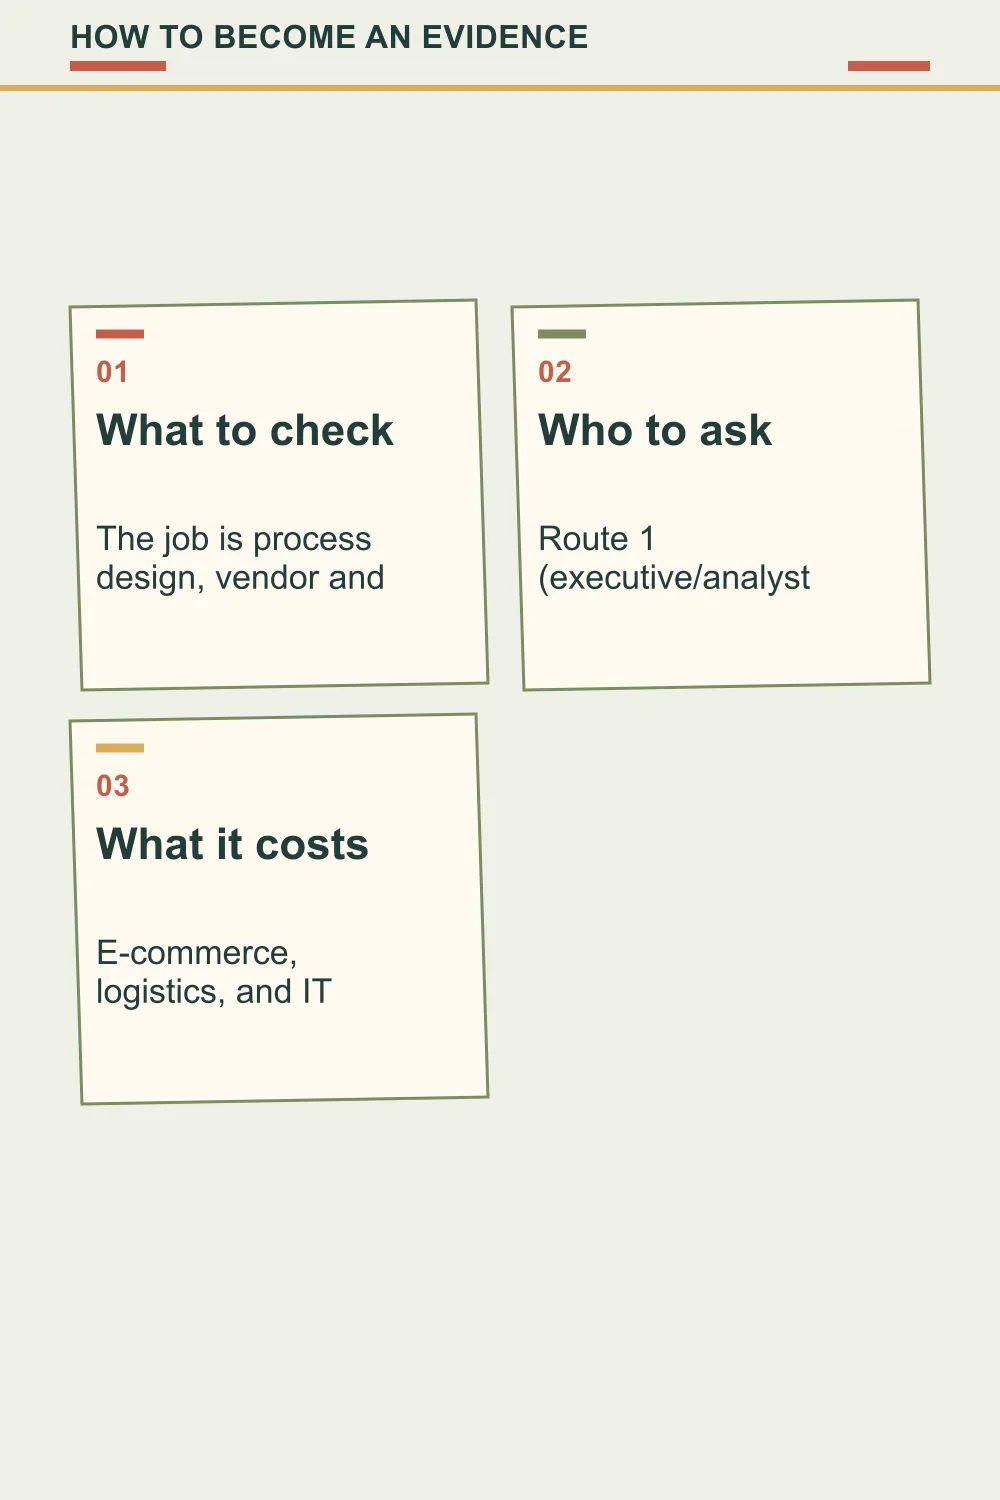 HOW TO BECOME AN EVIDENCE
01
What to check
The job is process
design, vendor and
02
Who to ask
Route 1
(executive/analyst
03
What it costs
E-commerce,
logistics, and IT